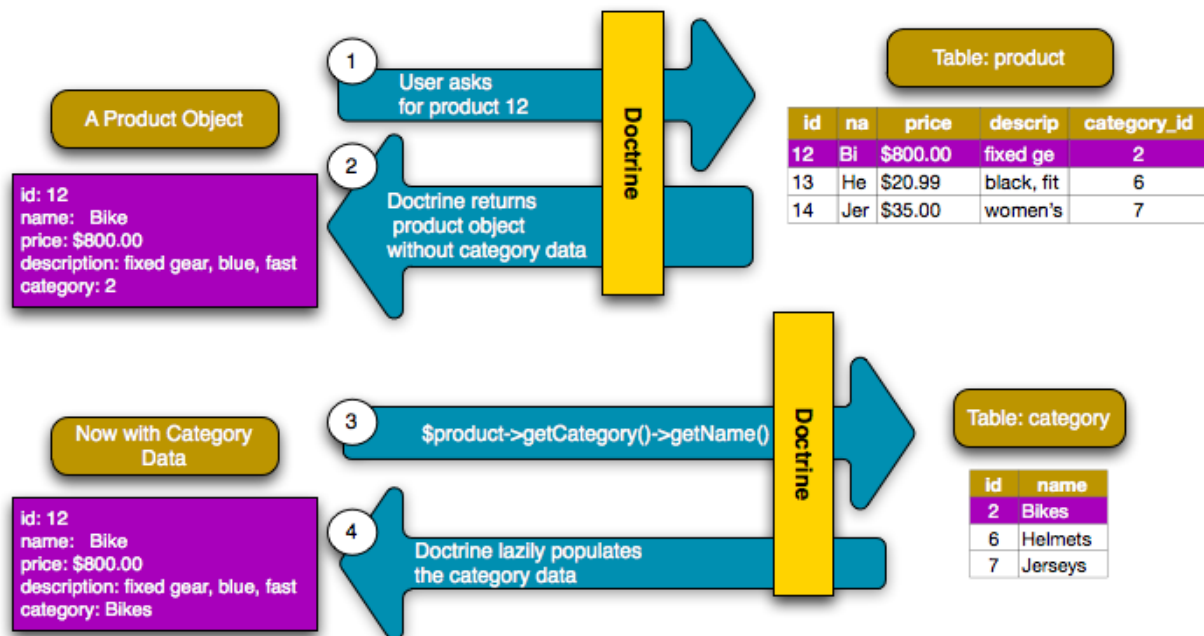 1
User asks
for product 12
Doctrine
Table: product
A Product Object
id na price descrip category_id
12 Bi $800.00 fixed ge 2
13 He $20.99 black, fit 6
14 Jer $35.00 women's 7
2
Doctrine returns
product object
without category data
id: 12
name: Bike
price: $800.00
description: fixed gear, blue, fast
category: 2
3
$product->getCategory()->getName()
Doctrine
Table: category
Now with Category
Data
id name
2 Bikes
6 Helmets
7 Jerseys
4
Doctrine lazily populates
the category data
id: 12
name: Bike
price: $800.00
description: fixed gear, blue, fast
category: Bikes